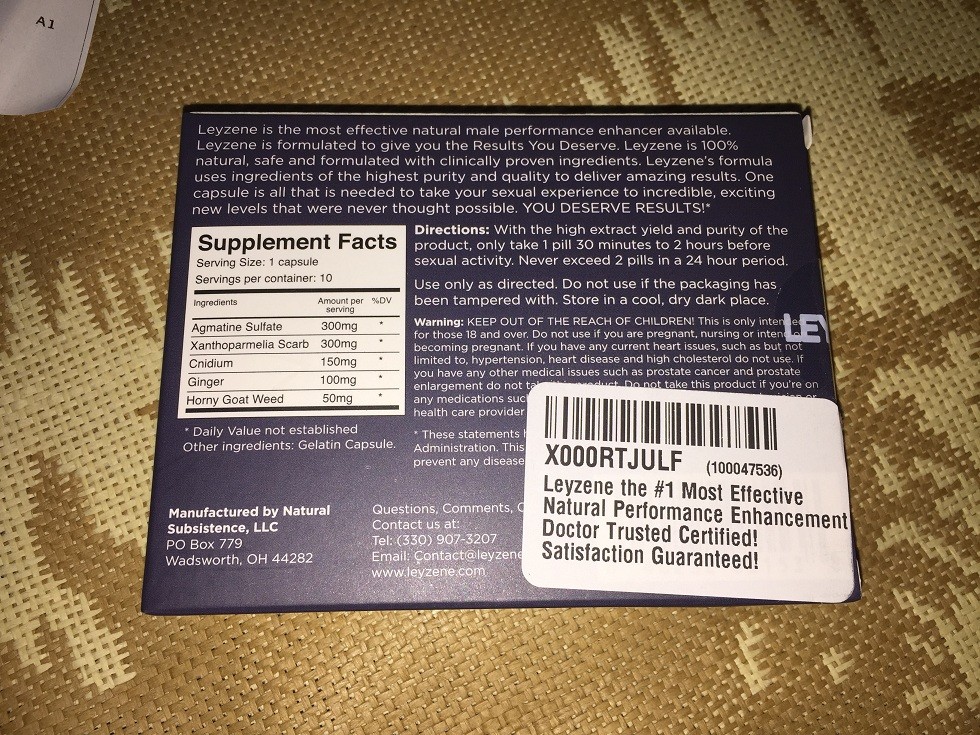 A1
Leyzene is the most effective natural male performance enhancer available.
Leyzene is formulated to give you the Results You Deserve. Leyzene is 100%
natural, safe and formulated with clinically proven ingredients. Leyzene's formula
uses ingredients of the highest purity and quality to deliver amazing results. One
capsule is all that is needed to take your sexual experience to incredible, exciting
new levels that were never thought possible. YOU DESERVE RESULTS!*
Supplement Facts
Serving Size: 1 capsule
Servings per container: 10
Ingredients Amount per serving %DV
Agmatine Sulfate 300mg *
Xanthoparmelia Scarb 300mg *
Cnidium 150mg *
Ginger 100mg *
Horny Goat Weed 50mg *
* Daily Value not established
Other ingredients: Gelatin Capsule.
Directions: With the high extract yield and purity of the
product, only take 1 pill 30 minutes to 2 hours before
sexual activity. Never exceed 2 pills in a 24 hour period.
Use only as directed. Do not use if the packaging has
been tampered with. Store in a cool, dry dark place.
Warning: KEEP OUT OF THE REACH OF CHILDREN! This is only intended
for those 18 and over. Do not use if you are pregnant, nursing or
becoming pregnant. If you have any current heart issues, such as but not
limited to, hypertension, heart disease and high cholesterol do not use. If
you have any other medical issues such as prostate cancer and prostate
enlargement do not product. Do not take this product if you're on
any medications such
health care provider
* These statements
Administration. This
prevent any disease
LEY
Manufactured by Natural
Subsistence, LLC
PO Box 779
Wadsworth, OH 44282
Questions, Comments,
Contact us at:
Tel: (330) 907-3207
Email: Contact@leyzene
www.leyzene.com
X000RTJULF (100047536)
Leyzene the #1 Most Effective
Natural Performance Enhancement
Doctor Trusted Certified!
Satisfaction Guaranteed!